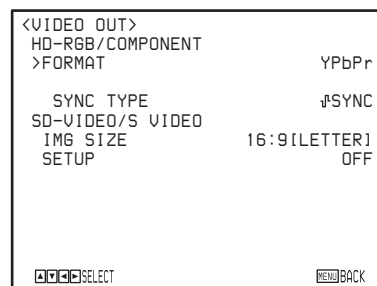 <VIDEO OUT>
HD-RGB/COMPONENT
>FORMAT YPbPr
SYNC TYPE SYNC
SD-VIDEO/S VIDEO
IMG SIZE 16:9[LETTER]
SETUP OFF
▲▼◀▶SELECT MENU BACK